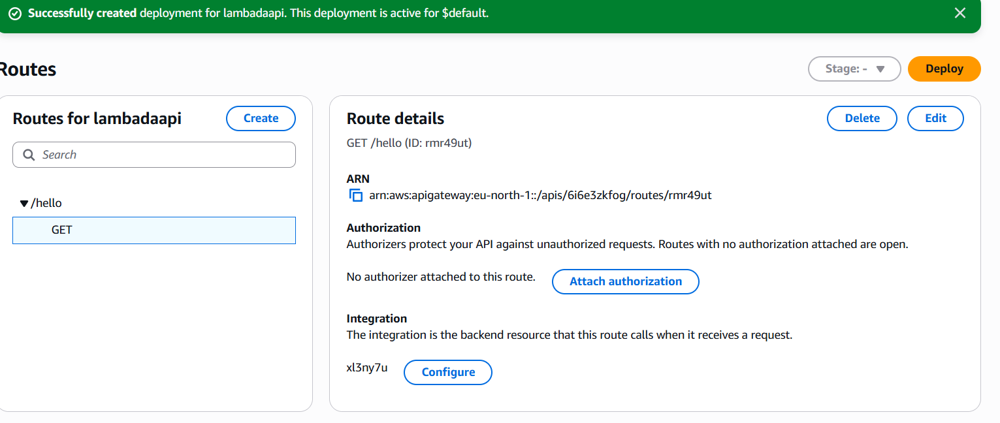 Successfully created deployment for lambadaapi. This deployment is active for $default.
Routes
Stage: -
Deploy
Routes for lambadaapi
Create
Search
/hello
GET
Route details
Delete
Edit
GET /hello (ID: rmr49ut)
ARN
arn:aws:apigateway:eu-north-1::/apis/6i6e3zkfog/routes/rmr49ut
Authorization
Authorizers protect your API against unauthorized requests. Routes with no authorization attached are open.
No authorizer attached to this route.
Attach authorization
Integration
The integration is the backend resource that this route calls when it receives a request.
xl3ny7u
Configure